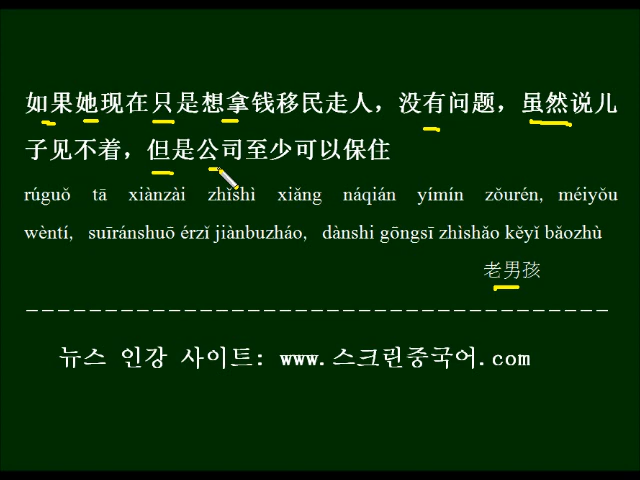 如果她现在只是想拿钱移民走人，没有问题，虽然说儿
子见不着，但是公司至少可以保住
rúguǒ tā xiànzài zhǐshì xiǎng náqián yímín zǒurén, méiyǒu
wèntí, suīránshuō érzǐ jiànbuzháo, dànshi gōngsī zhìshǎo kěyǐ bǎozhù
老男孩
뉴스 인강 사이트: www.스크린중국어.com